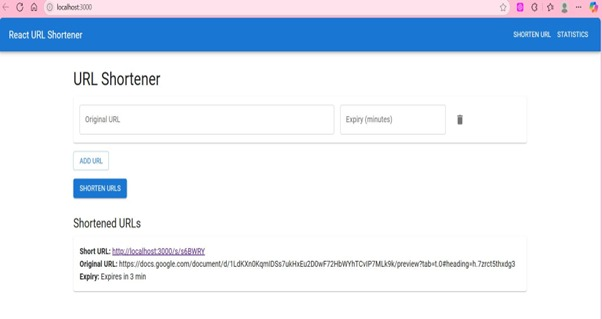 localhost:3000
React URL Shortener
SHORTEN URL STATISTICS
URL Shortener
Original URL
Expiry (minutes)
ADD URL
SHORTEN URLS
Shortened URLs
Short URL: http://localhost:3000/s/s6BWRY
Original URL: https://docs.google.com/document/d/1LdKXn0KqmIDSs7ukHxEu2D0wF72HbWYhTCvIP7MLk9k/preview?tab=t.0#heading=h.7zrct5thxdg3
Expiry: Expires in 3 min